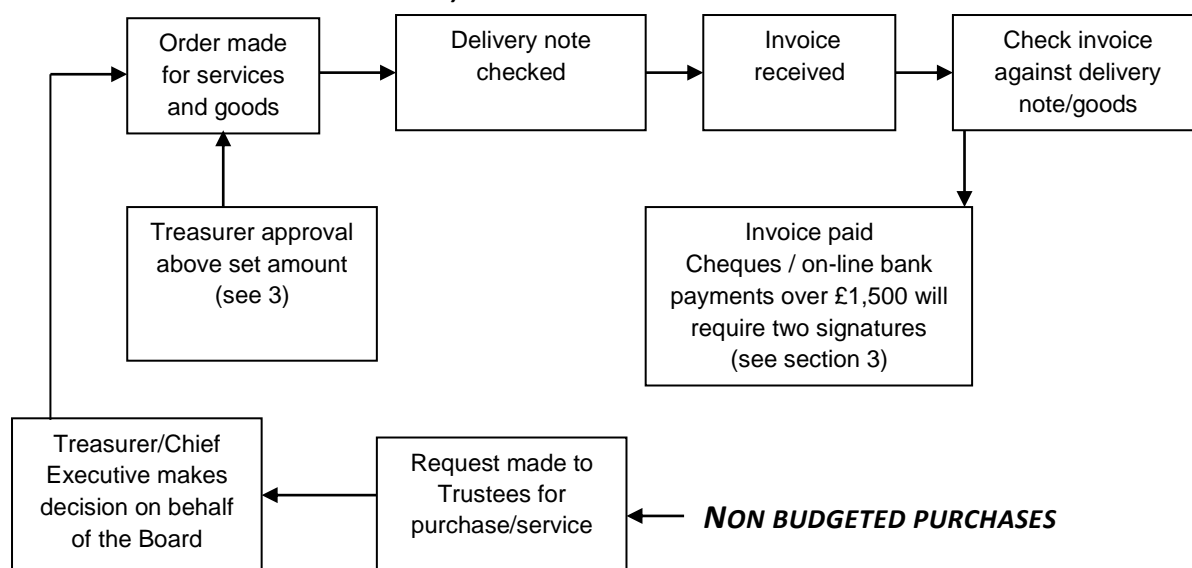 Order made
for services
and goods
Delivery note
checked
Invoice
received
Check invoice
against delivery
note/goods
Treasurer approval
above set amount
(see 3)
Invoice paid
Cheques / on-line bank
payments over £1,500 will
require two signatures
(see section 3)
Treasurer/Chief
Executive makes
decision on behalf
of the Board
Request made to
Trustees for
purchase/service
NON BUDGETED PURCHASES